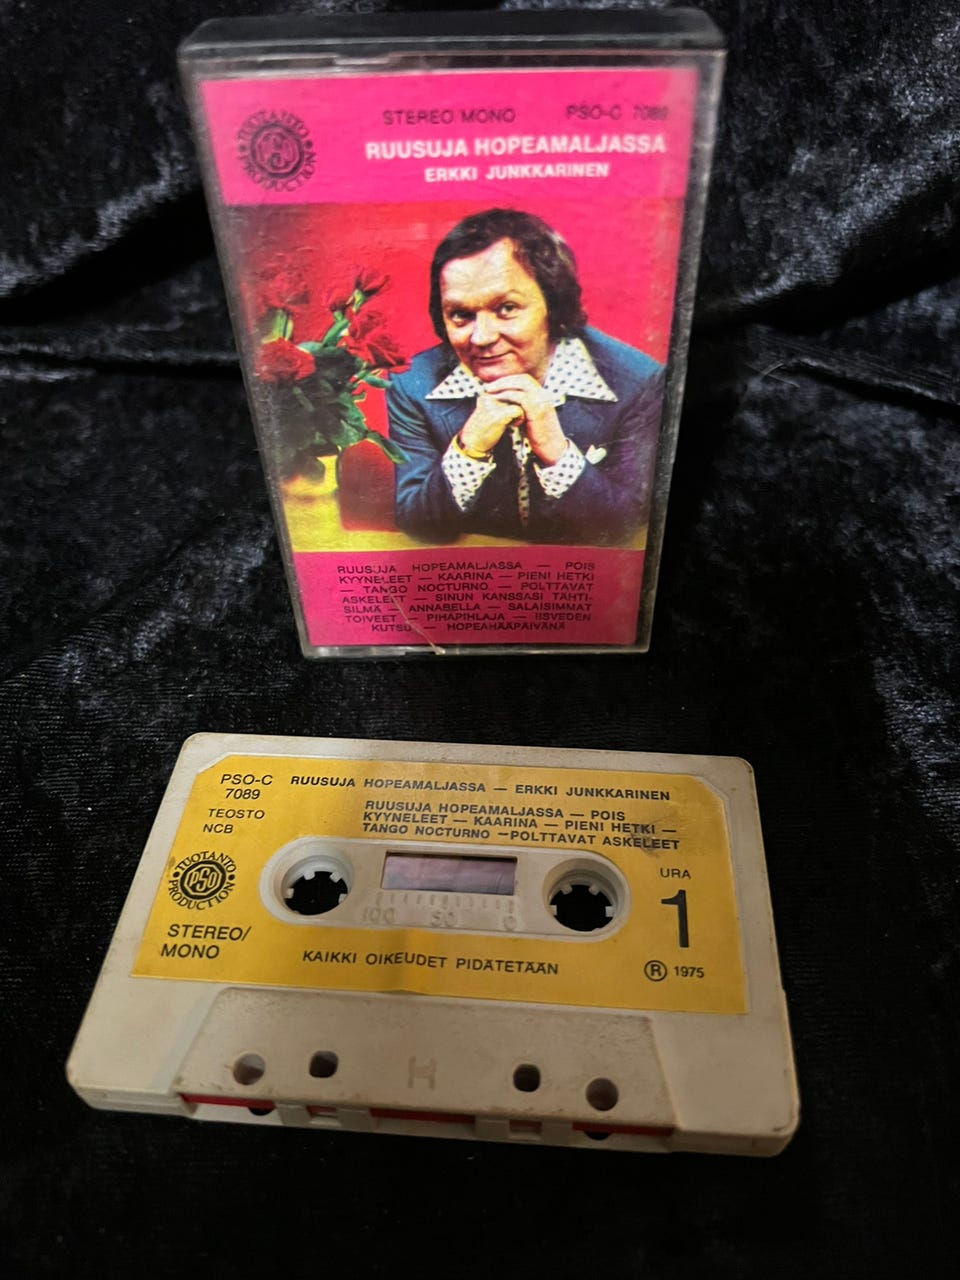 STEREO/MONO PSO-C 7089
RUUSUJA HOPEAMALJASSA
ERKKI JUNKKARINEN
TUOTANTO
PRODUCTION
RUUSUJA HOPEAMALJASSA — POIS
KYYNELEET — KAARINA — PIENI HETKI
— TANGO NOCTURNO — POLTTAVAT
ASKELEET — SINUN KANSSASI TÄHTI-
SILMÄ — ANNABELLA — SALAISIMMAT
TOIVEET — PIHAPIHLAJA — IISVEDEN
KUTSU — HOPEAHÄÄPÄIVÄNÄ
PSO-C
7089
RUUSUJA HOPEAMALJASSA — ERKKI JUNKKARINEN
TEOSTO
NCB
RUUSUJA HOPEAMALJASSA — POIS
KYYNELEET — KAARINA — PIENI HETKI —
TANGO NOCTURNO — POLTTAVAT ASKELEET
TUOTANTO
PSO
PRODUCTION
URA
1
100 50 0
STEREO/
MONO
KAIKKI OIKEUDET PIDÄTETÄÄN
Ⓡ 1975
H